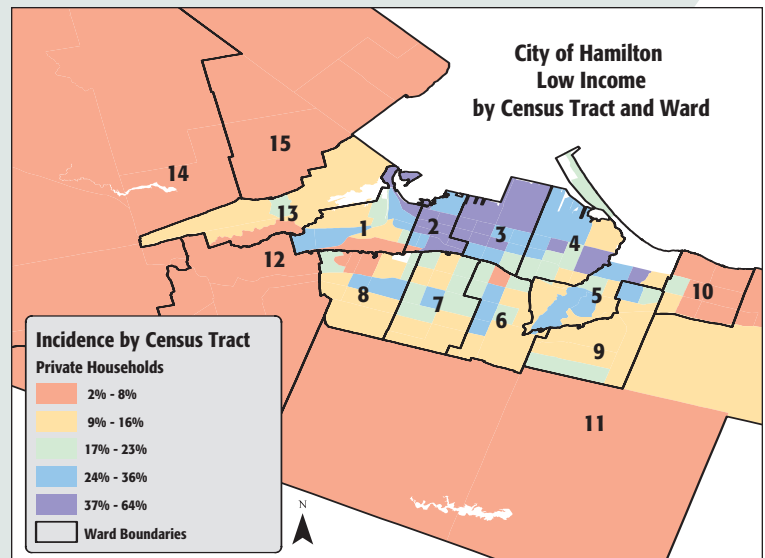 City of Hamilton
Low Income
by Census Tract and Ward
15
14
13
12
1
2
3
4
5
10
8
7
6
9
11
Incidence by Census Tract
Private Households
2% - 8%
9% - 16%
17% - 23%
24% - 36%
37% - 64%
Ward Boundaries
N